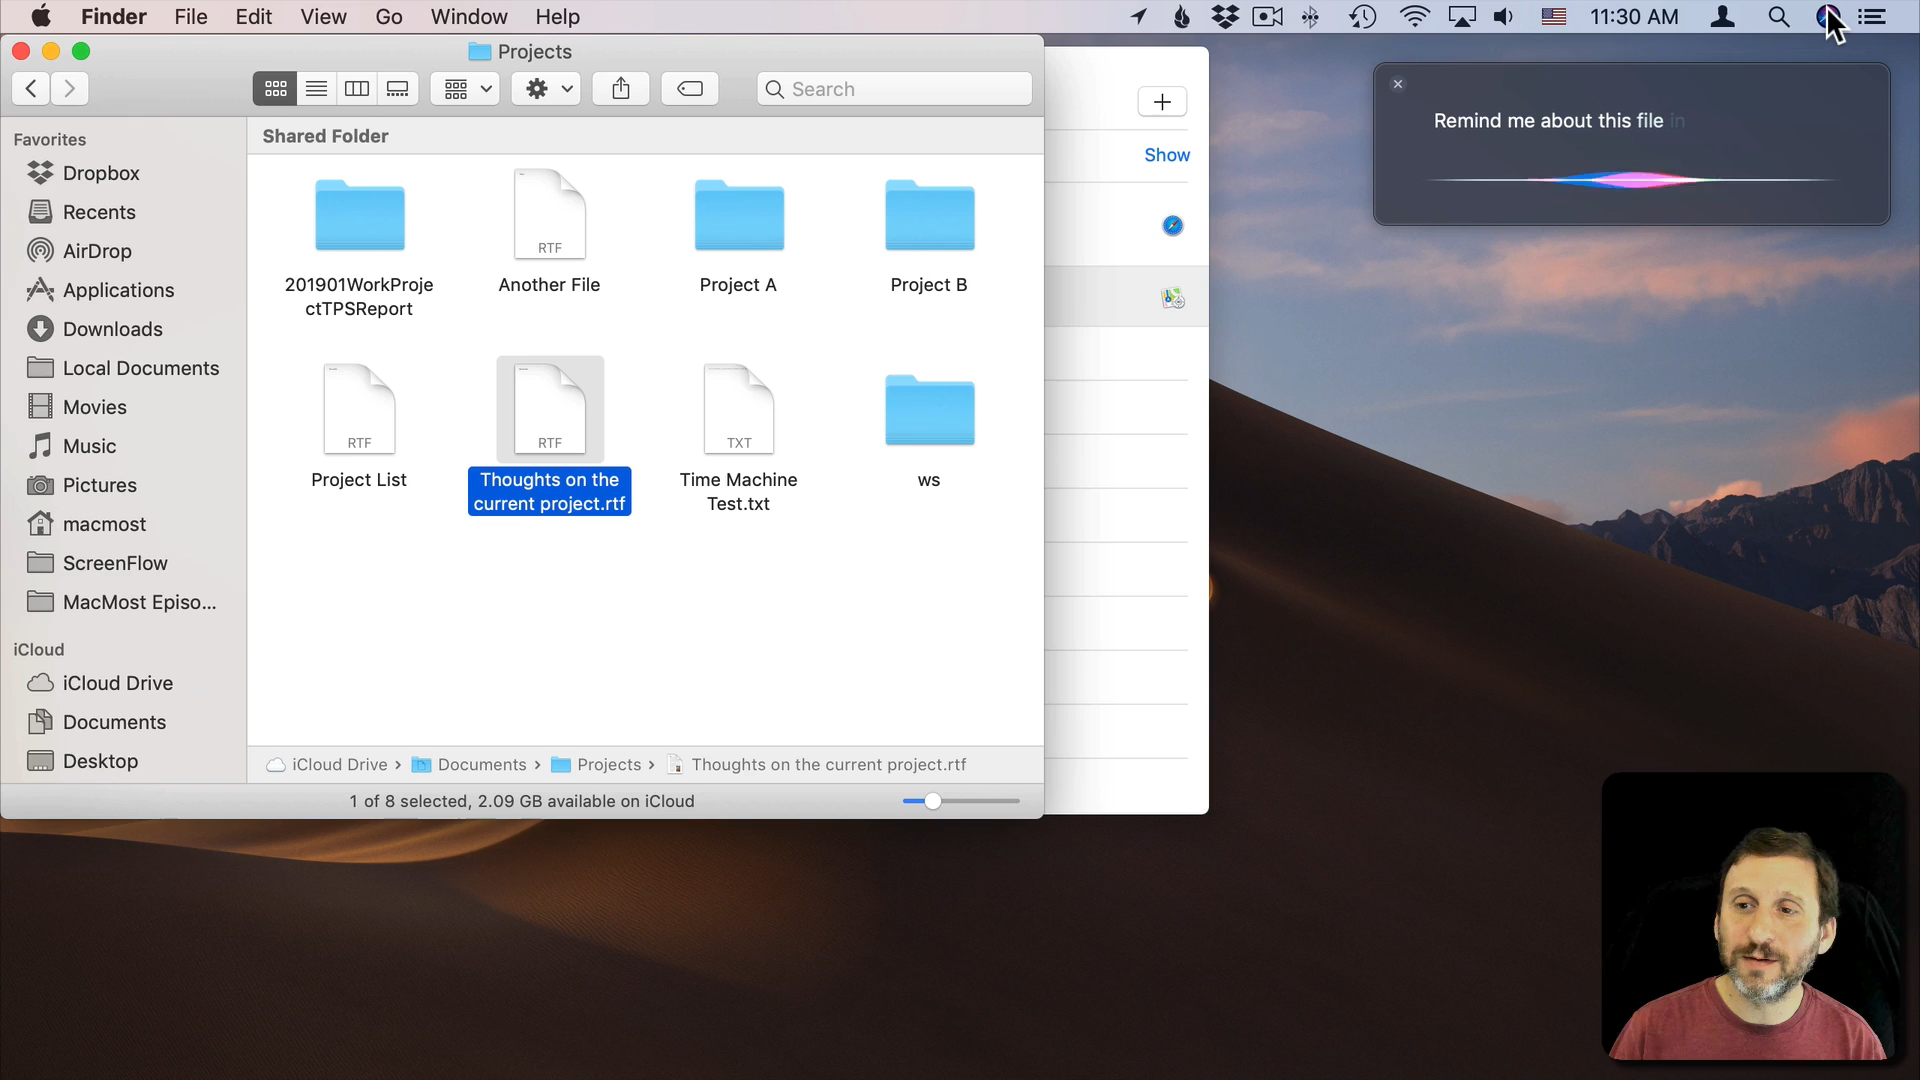 Finder File Edit View Go Window Help 11:30 AM
Projects
Search
Favorites
Dropbox
Recents
AirDrop
Applications
Downloads
Local Documents
Movies
Music
Pictures
macmost
ScreenFlow
MacMost Episo...
iCloud
iCloud Drive
Documents
Desktop
Shared Folder
201901WorkProje
ctTPSReport
RTF
Another File
Project A
Project B
RTF
Project List
RTF
Thoughts on the
current project.rtf
TXT
Time Machine
Test.txt
ws
iCloud Drive › Documents › Projects › Thoughts on the current project.rtf
1 of 8 selected, 2.09 GB available on iCloud
Show
Remind me about this file in